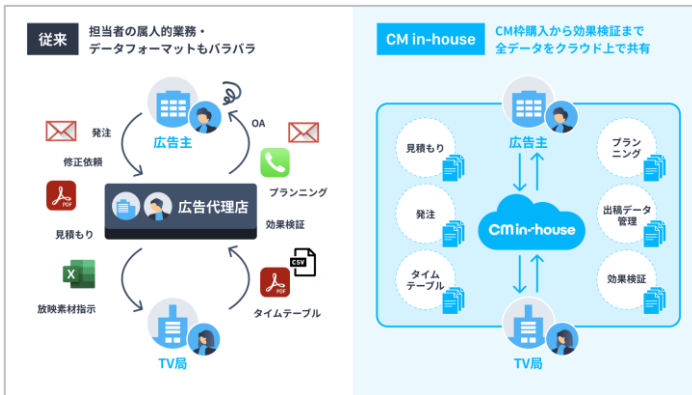 従来
担当者の属人的業務・
データフォーマットもバラバラ
広告主
発注
修正依頼
OA
プランニング
PDF
広告代理店
見積もり
効果検証
CSV
X
PDF
放映素材指示
タイムテーブル
TV局
CM in-house
CM枠購入から効果検証まで
全データをクラウド上で共有
広告主
見積もり
プラン
ニング
発注
CM in-house
出稿データ
管理
タイム
テーブル
効果検証
TV局